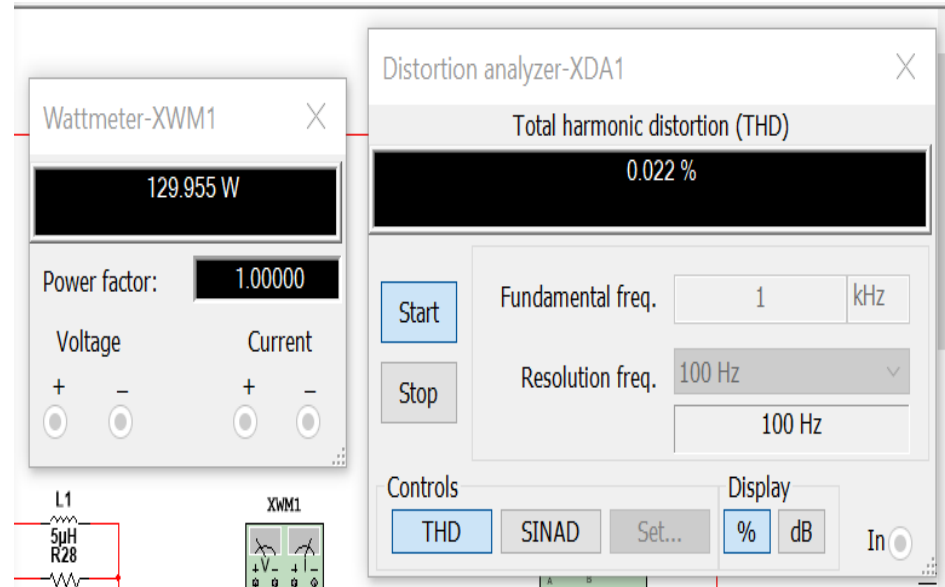 Wattmeter-XWM1
129.955 W
Power factor: 1.00000
Voltage Current
+ – + –
Distortion analyzer-XDA1
Total harmonic distortion (THD)
0.022 %
Start
Stop
Fundamental freq. 1 kHz
Resolution freq. 100 Hz
100 Hz
Controls
THD SINAD Set...
Display
% dB
In
L1
5µH
R28
XWM1
+V– +I–
A B